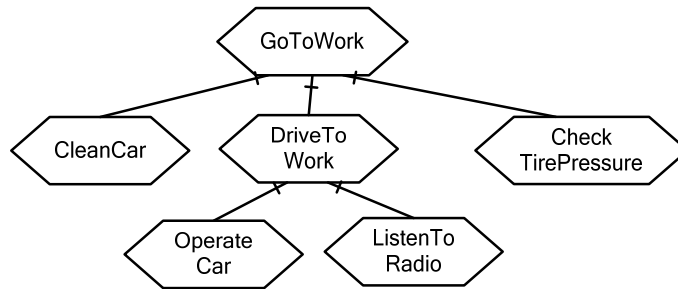 GoToWork
CleanCar
DriveTo
Work
Check
TirePressure
Operate
Car
ListenTo
Radio